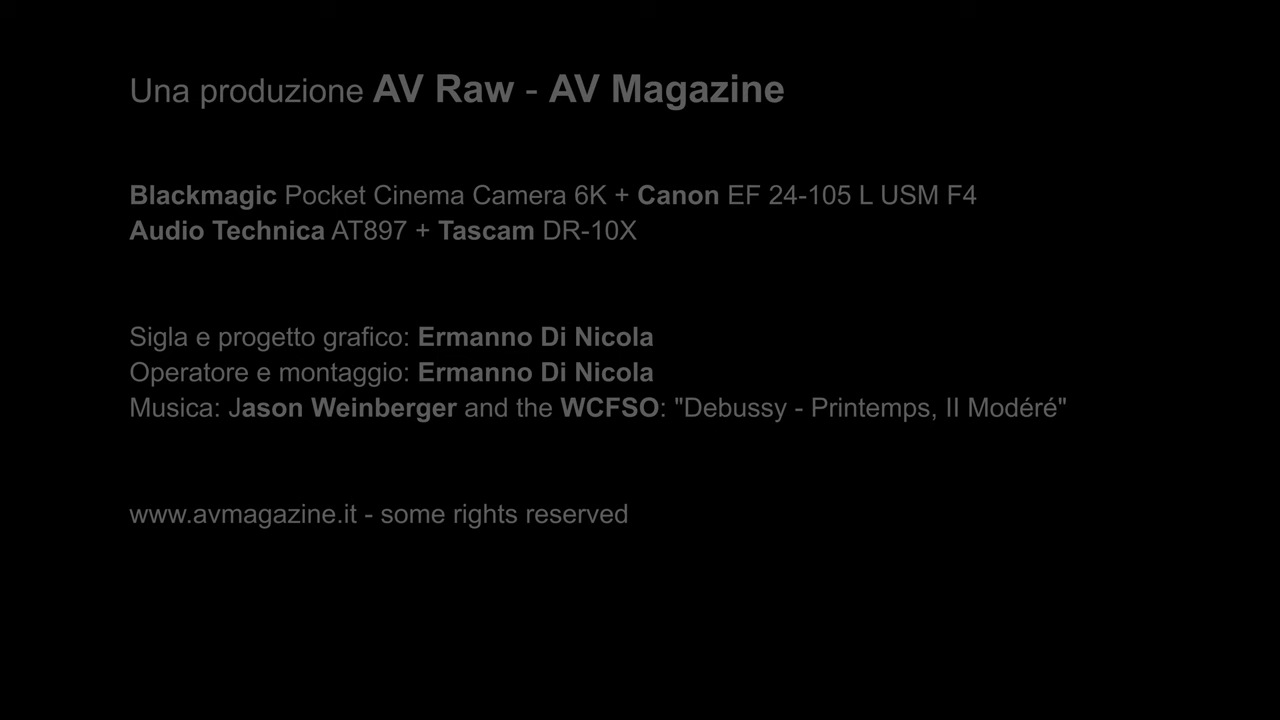 Una produzione AV Raw - AV Magazine
Blackmagic Pocket Cinema Camera 6K + Canon EF 24-105 L USM F4
Audio Technica AT897 + Tascam DR-10X
Sigla e progetto grafico: Ermanno Di Nicola
Operatore e montaggio: Ermanno Di Nicola
Musica: Jason Weinberger and the WCFSO: "Debussy - Printemps, II Modéré"
www.avmagazine.it - some rights reserved